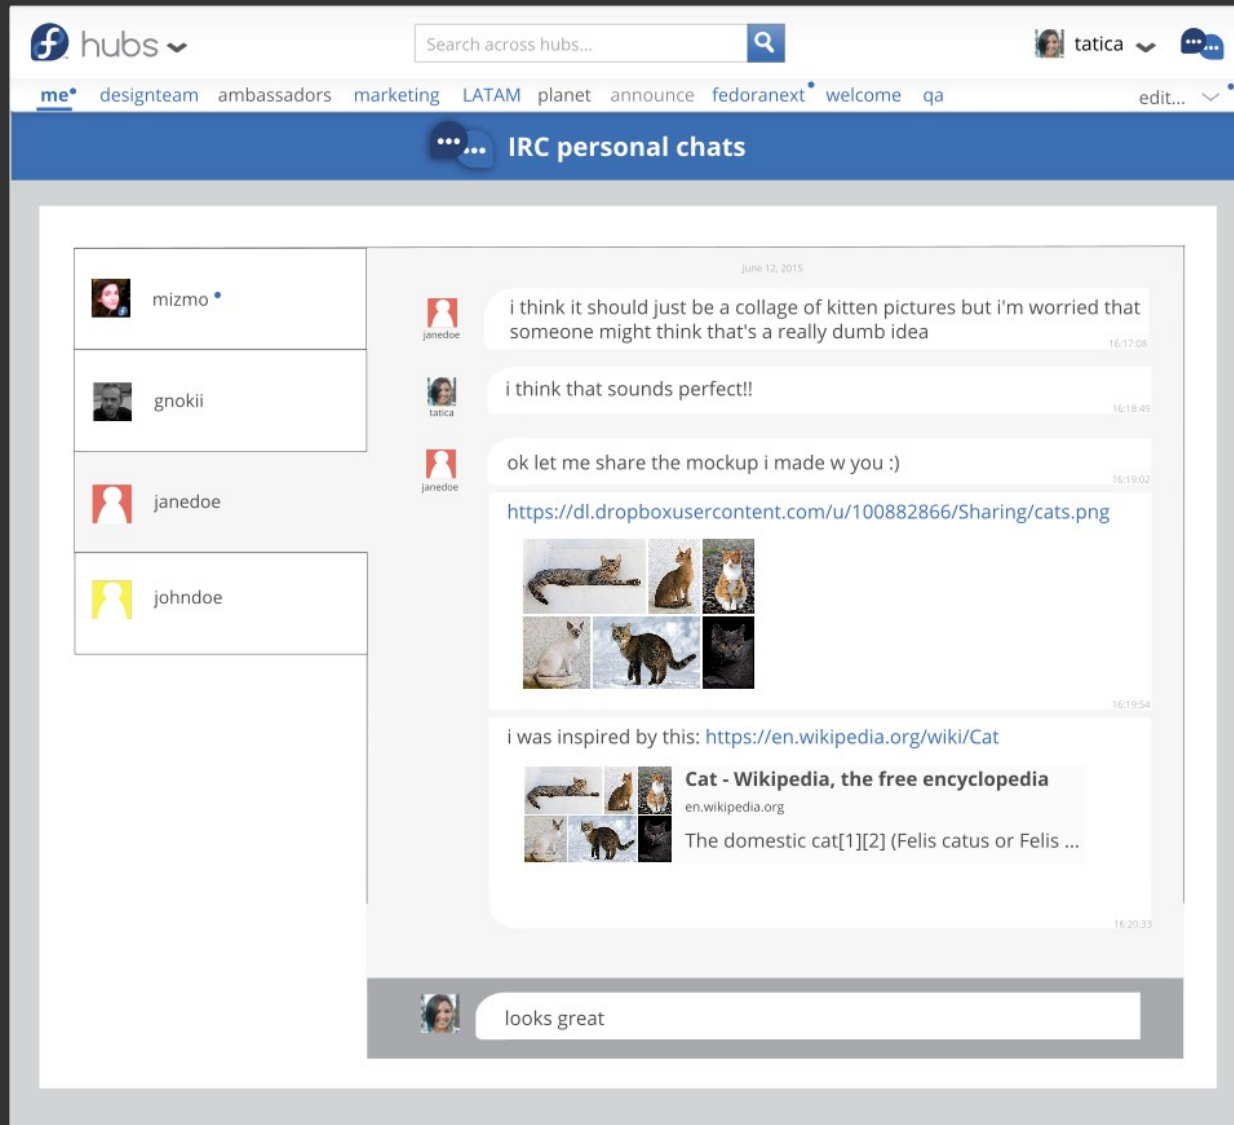 hubs
Search across hubs...
tatica
me designteam ambassadors marketing LATAM planet announce fedoranext welcome qa edit...
IRC personal chats
mizmo
gnokii
janedoe
johndoe
June 12, 2015
janedoe
i think it should just be a collage of kitten pictures but i'm worried that
someone might think that's a really dumb idea
16:17:08
tatica
i think that sounds perfect!!
16:18:49
janedoe
ok let me share the mockup i made w you :)
16:19:02
https://dl.dropboxusercontent.com/u/100882866/Sharing/cats.png
16:19:54
i was inspired by this: https://en.wikipedia.org/wiki/Cat
Cat - Wikipedia, the free encyclopedia
en.wikipedia.org
The domestic cat[1][2] (Felis catus or Felis ...
16:20:33
looks great